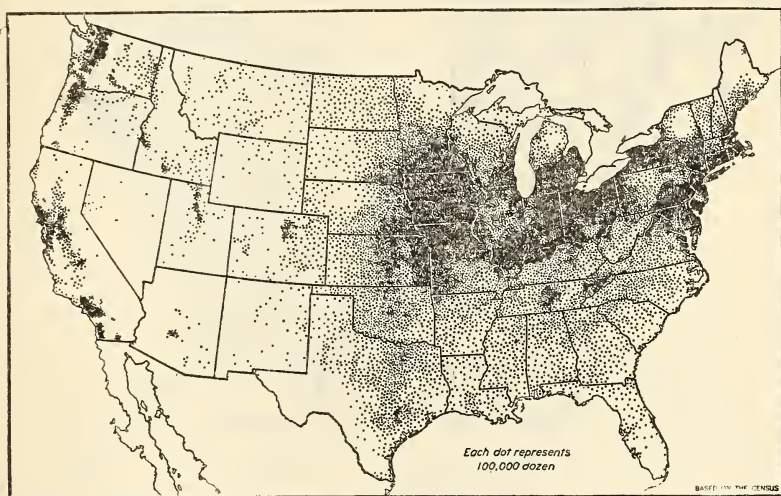 Each dot represents
100,000 dozen
BASED ON THE CENSUS